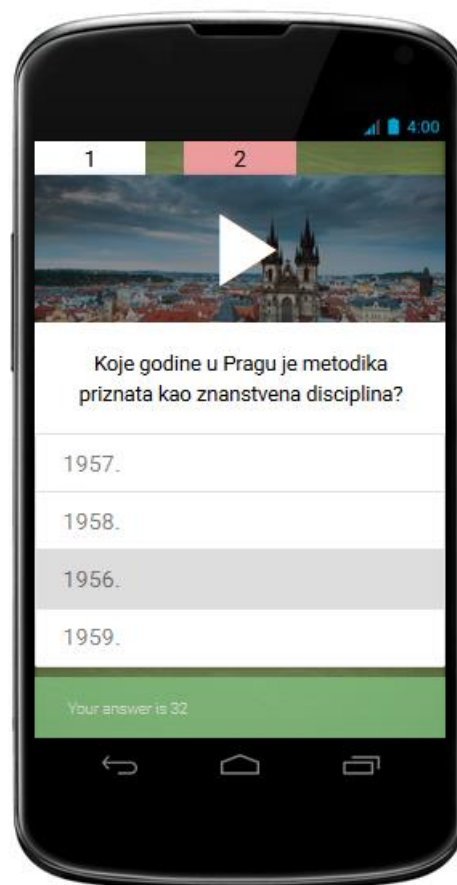 4:00
1 2
Koje godine u Pragu je metodika
priznata kao znanstvena disciplina?
1957.
1958.
1956.
1959.
Your answer is 32